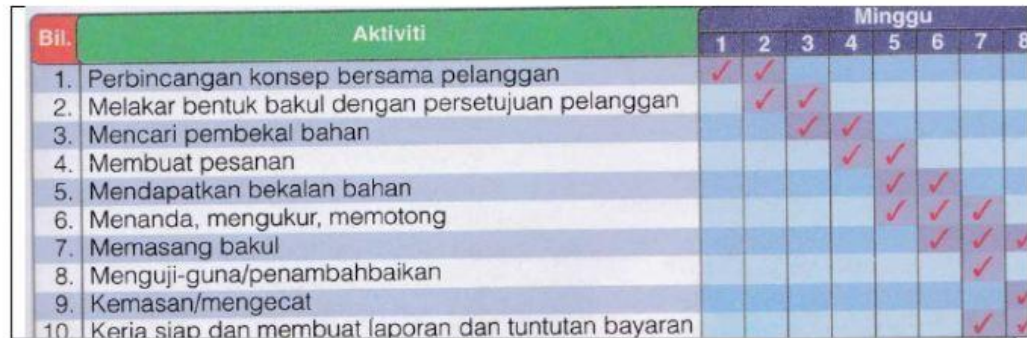 Bil. Aktiviti Minggu
1 2 3 4 5 6 7 8
1. Perbincangan konsep bersama pelanggan ✓ ✓
2. Melakar bentuk bakul dengan persetujuan pelanggan ✓ ✓
3. Mencari pembekal bahan ✓ ✓
4. Membuat pesanan ✓ ✓
5. Mendapatkan bekalan bahan ✓ ✓
6. Menanda, mengukur, memotong ✓ ✓ ✓
7. Memasang bakul ✓ ✓ ✓
8. Menguji-guna/penambahbaikan ✓
9. Kemasan/mengecat ✓
10. Kerja siap dan membuat laporan dan tuntutan bayaran ✓ ✓